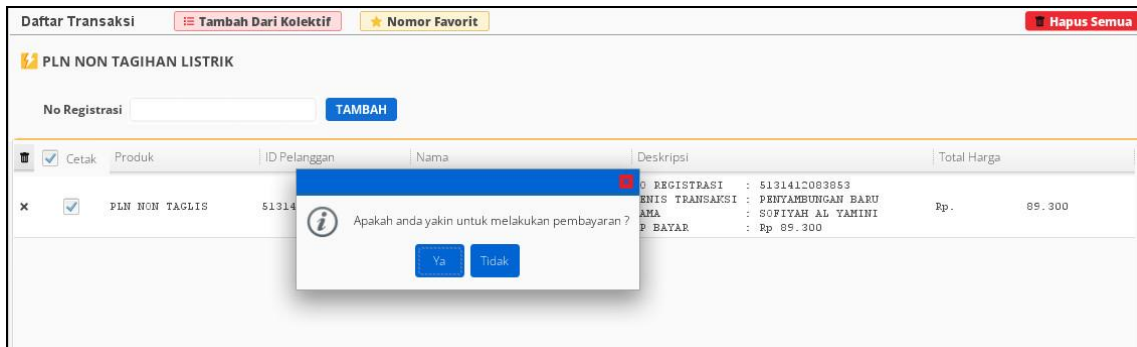 Daftar Transaksi Tambah Dari Kolektif Nomor Favorit Hapus Semua
PLN NON TAGIHAN LISTRIK
No Registrasi TAMBAH
Cetak Produk ID Pelanggan Nama Deskripsi Total Harga
O REGISTRASI : 5131412083853
ENIS TRANSAKSI : PENYAMBUNGAN BARU
PLN NON TAGLIS 51314 AMA : SOFIYAH AL YAMINI Rp. 89.300
P BAYAR : Rp 89.300
Apakah anda yakin untuk melakukan pembayaran ?
Ya Tidak